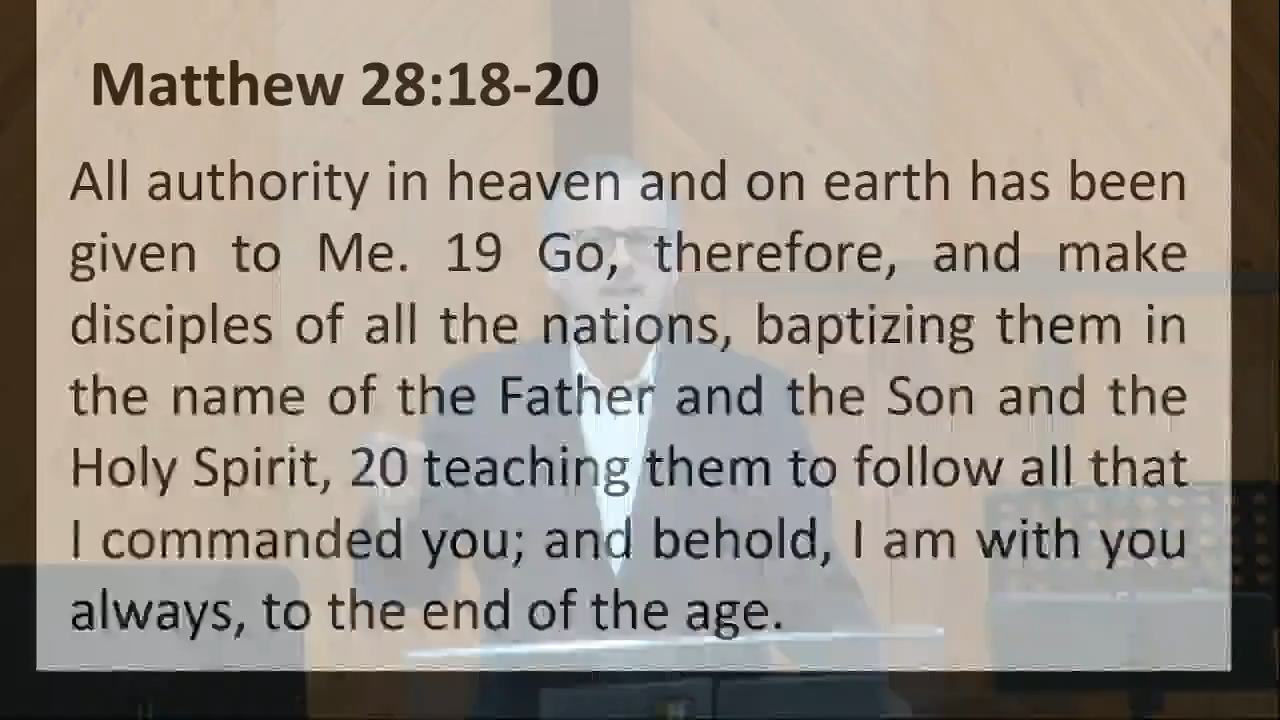 Matthew 28:18-20
All authority in heaven and on earth has been
given to Me. 19 Go, therefore, and make
disciples of all the nations, baptizing them in
the name of the Father and the Son and the
Holy Spirit, 20 teaching them to follow all that
I commanded you; and behold, I am with you
always, to the end of the age.